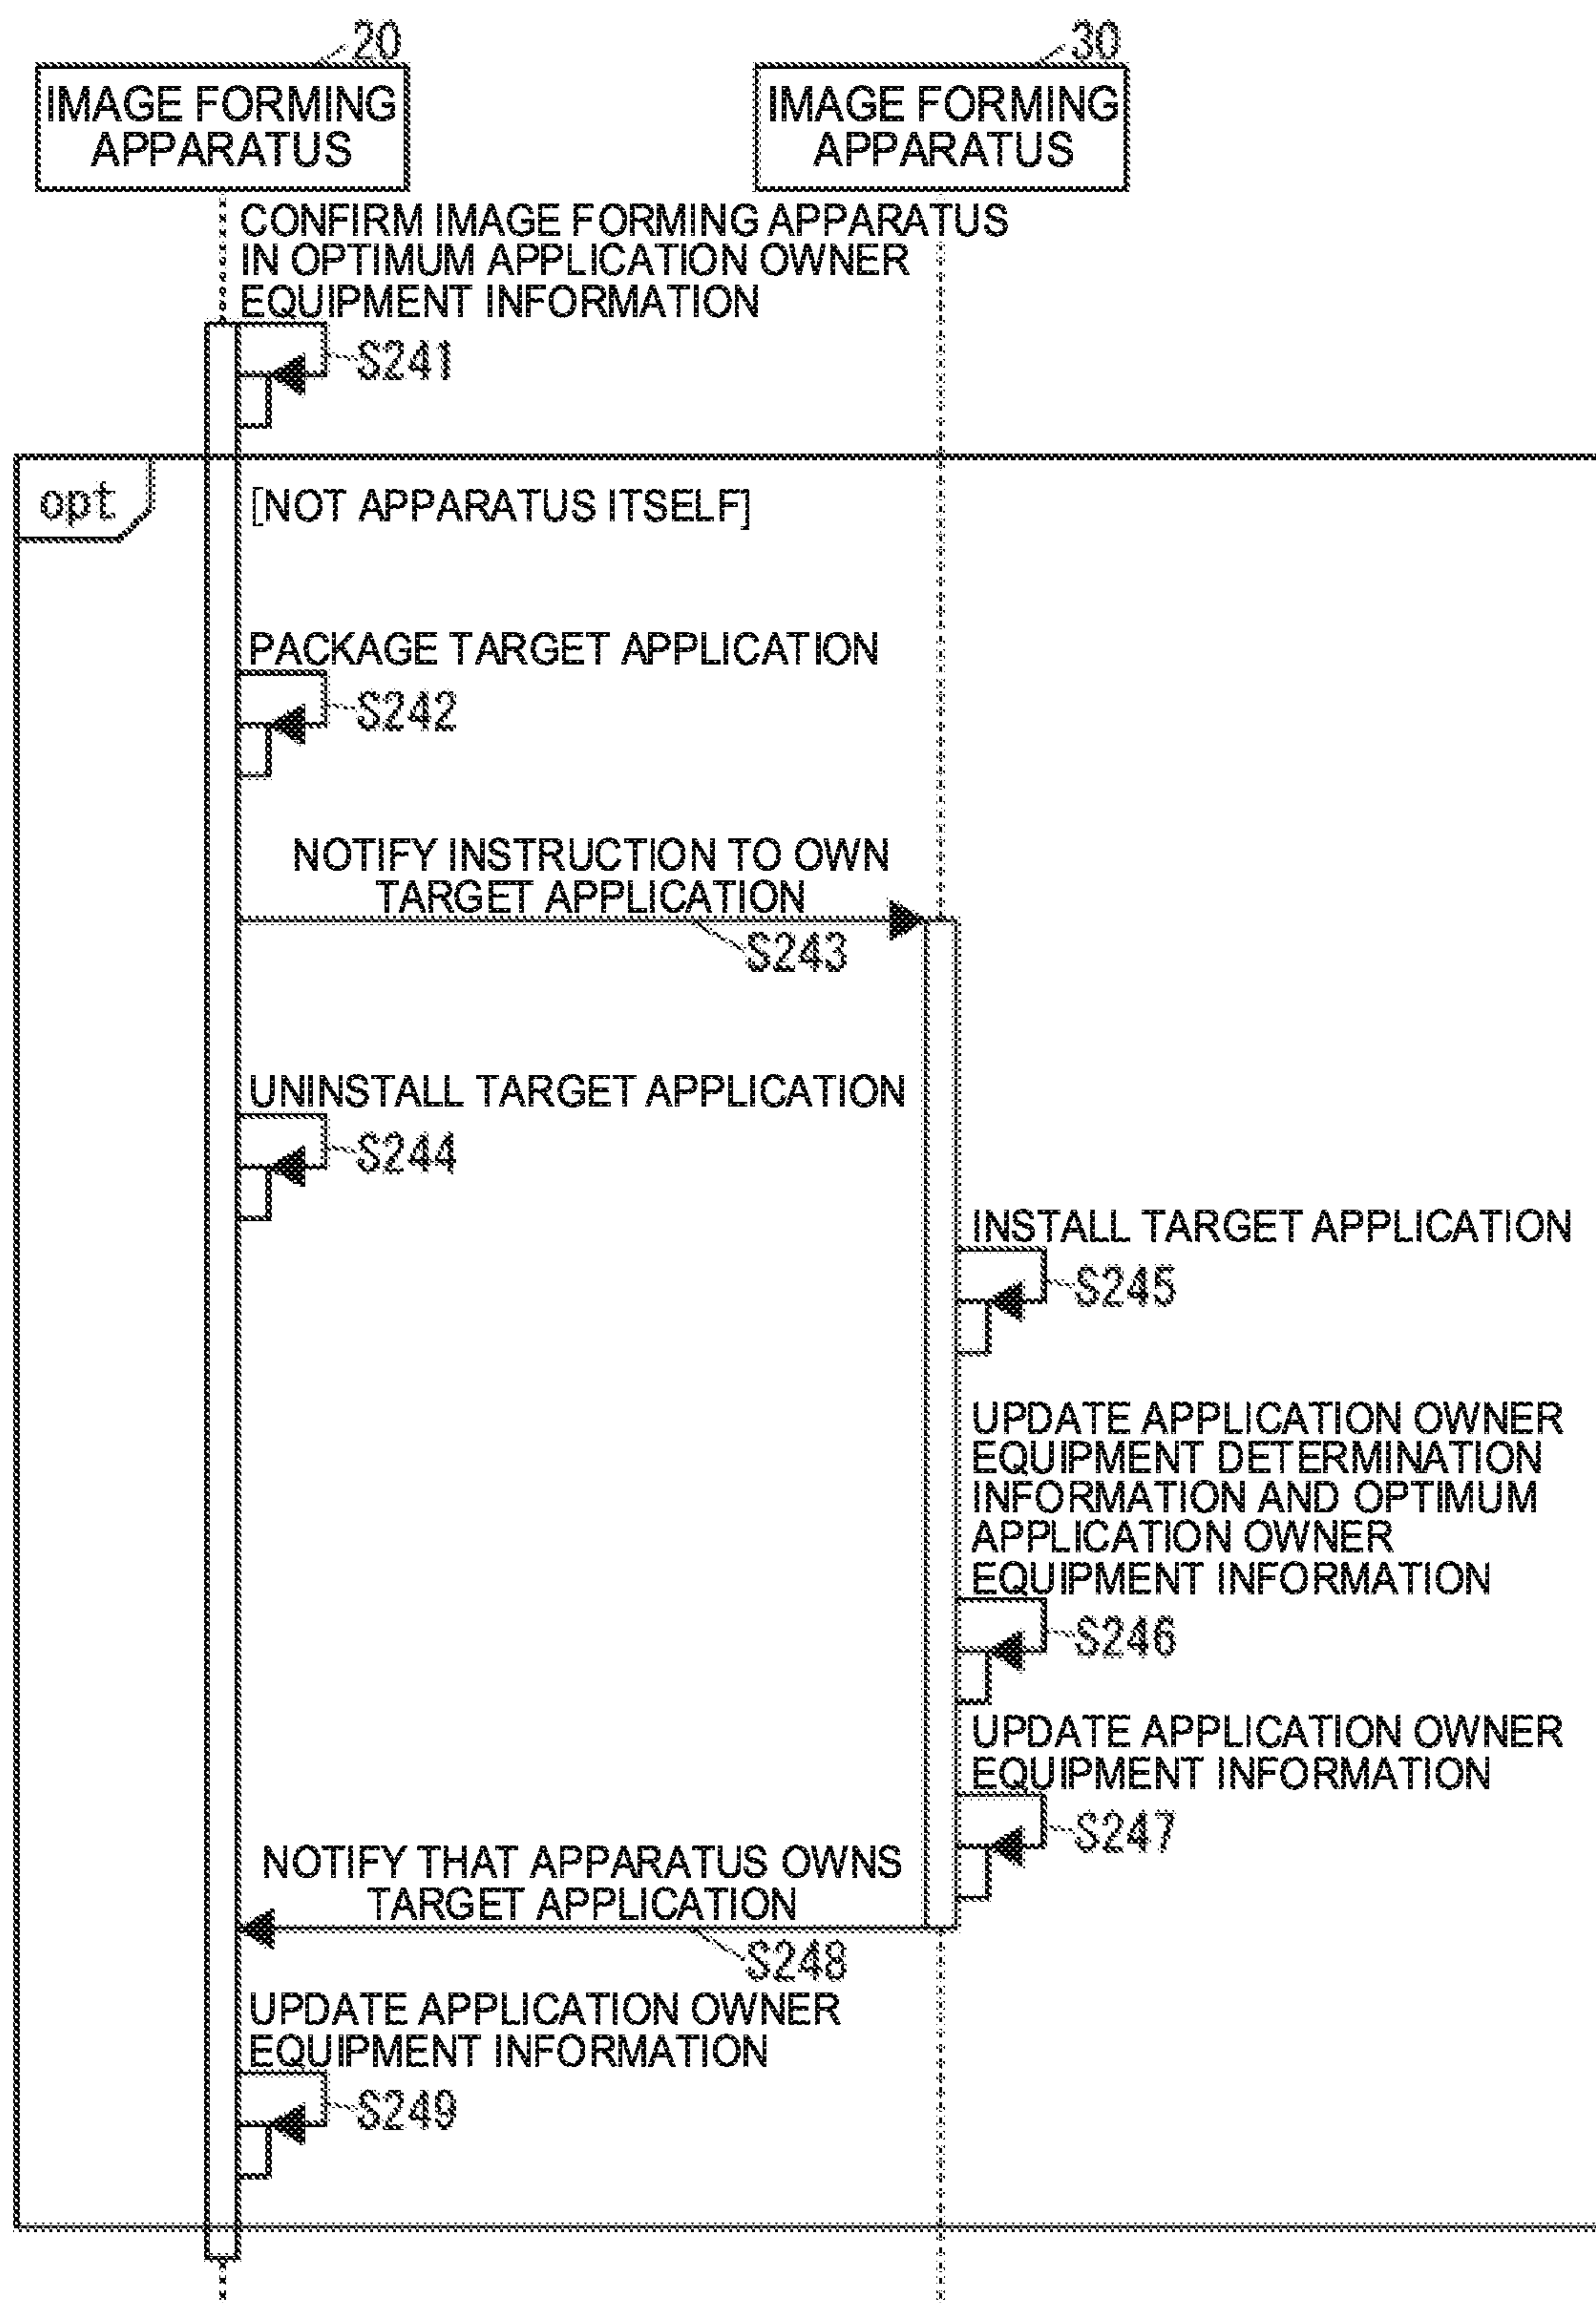 20
30
IMAGE FORMING
APPARATUS
IMAGE FORMING
APPARATUS
CONFIRM IMAGE FORMING APPARATUS
IN OPTIMUM APPLICATION OWNER
EQUIPMENT INFORMATION
S241
opt
[NOT APPARATUS ITSELF]
PACKAGE TARGET APPLICATION
S242
NOTIFY INSTRUCTION TO OWN
TARGET APPLICATION
S243
UNINSTALL TARGET APPLICATION
S244
INSTALL TARGET APPLICATION
S245
UPDATE APPLICATION OWNER
EQUIPMENT DETERMINATION
INFORMATION AND OPTIMUM
APPLICATION OWNER
EQUIPMENT INFORMATION
S246
UPDATE APPLICATION OWNER
EQUIPMENT INFORMATION
S247
NOTIFY THAT APPARATUS OWNS
TARGET APPLICATION
S248
UPDATE APPLICATION OWNER
EQUIPMENT INFORMATION
S249